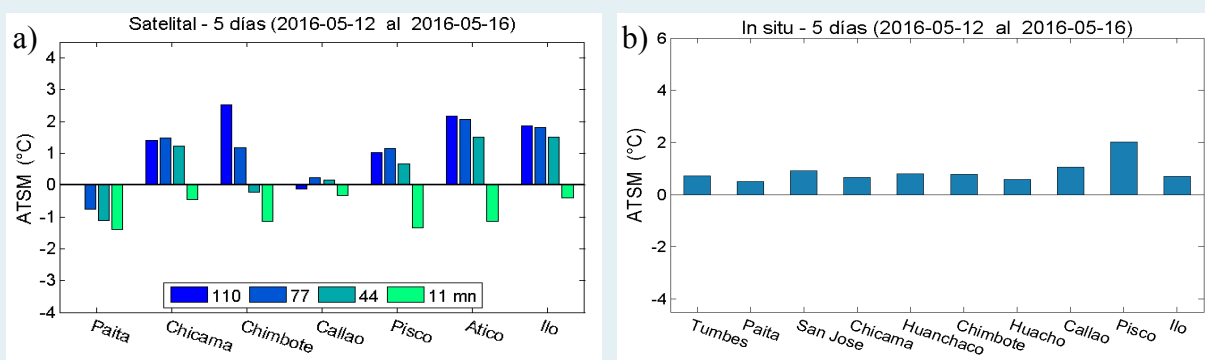 a)
Satelital - 5 días (2016-05-12 al 2016-05-16)
ATSM (°C)
4
3
2
1
0
-1
-2
-3
-4
110 77 44 11 mn
Paita Chicama Chimbote Callao Pisco Atico Ilo
b)
In situ - 5 días (2016-05-12 al 2016-05-16)
ATSM (°C)
6
4
2
0
-2
-4
Tumbes Paita San Jose Chicama Huanchaco Chimbote Huacho Callao Pisco Ilo